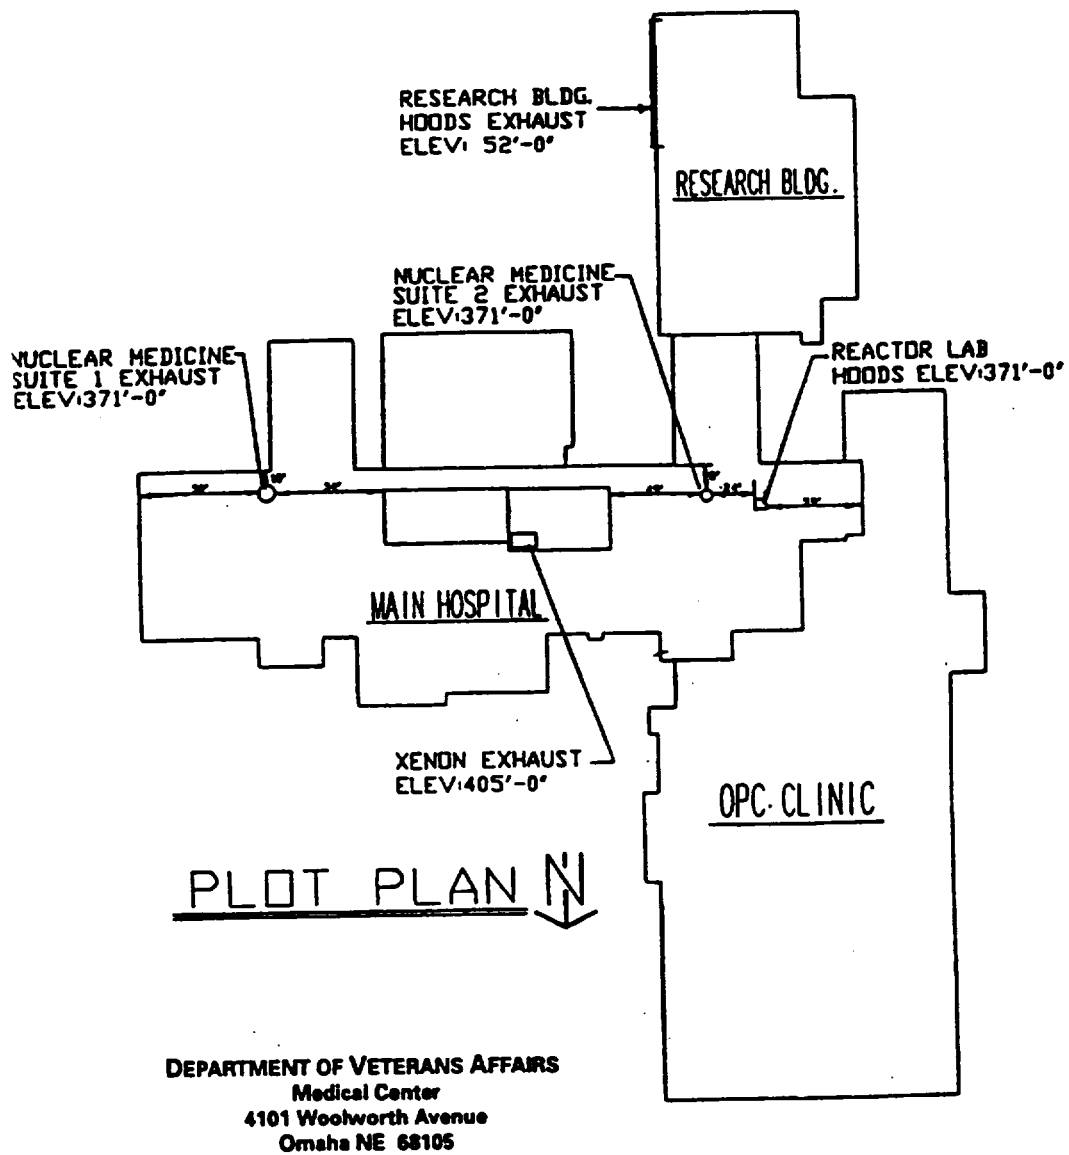 RESEARCH BLDG.
HOODS EXHAUST
ELEV: 52'-0"
RESEARCH BLDG.
NUCLEAR MEDICINE
SUITE 2 EXHAUST
ELEV:371'-0"
NUCLEAR MEDICINE
SUITE 1 EXHAUST
ELEV:371'-0"
REACTOR LAB
HOODS ELEV:371'-0"
MAIN HOSPITAL
XENON EXHAUST
ELEV:405'-0"
OPC. CLINIC
PLOT PLAN N
DEPARTMENT OF VETERANS AFFAIRS
Medical Center
4101 Woolworth Avenue
Omaha NE 68105